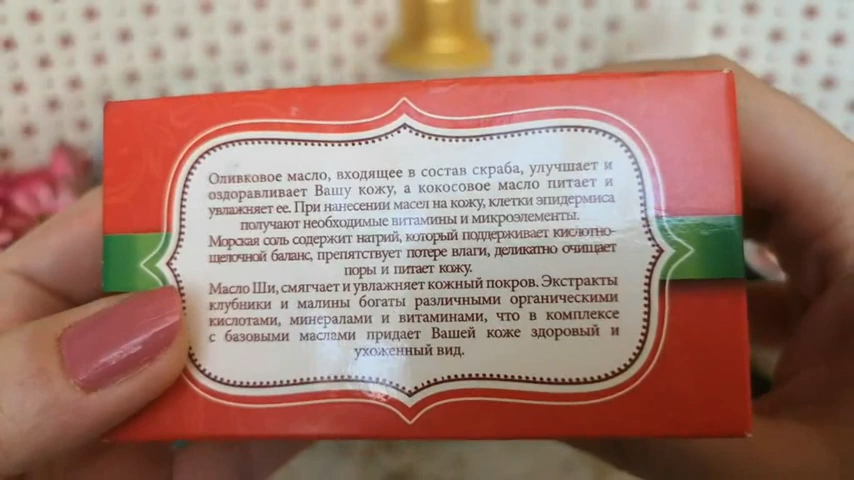 Оливковое масло, входящее в состав скраба, улучшает и
оздоравливает Вашу кожу, а кокосовое масло питает и
увлажняет ее. При нанесении масел на кожу, клетки эпидермиса
получают необходимые витамины и микроэлементы.
Морская соль содержит натрий, который поддерживает кислотно-
щелочной баланс, препятствует потере влаги, деликатно очищает
поры и питает кожу.
Масло Ши, смягчает и увлажняет кожный покров. Экстракты
клубники и малины богаты различными органическими
кислотами, минералами и витаминами, что в комплексе
с базовыми маслами придает Вашей коже здоровый и
ухоженный вид.